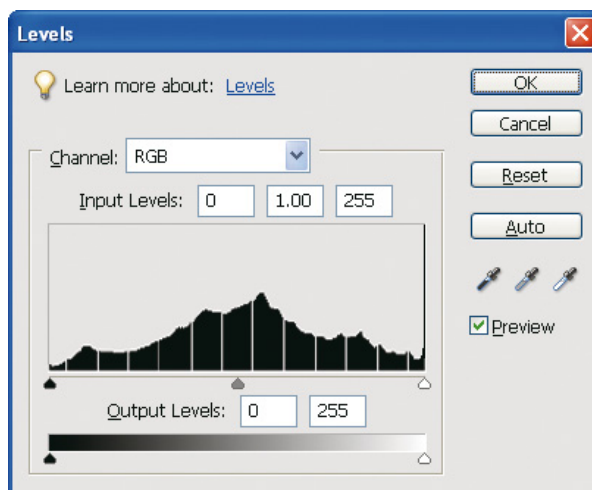 Levels
Learn more about: Levels
OK
Cancel
Channel: RGB
Reset
Input Levels: 0 1.00 255
Auto
Preview
Output Levels: 0 255